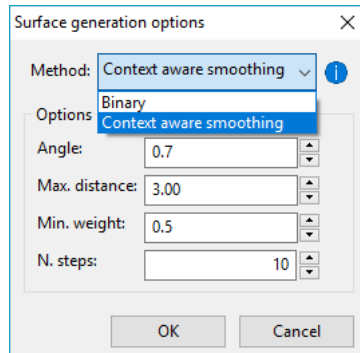 Surface generation options
Method: Context aware smoothing
Binary
Context aware smoothing
Options
Angle: 0.7
Max. distance: 3.00
Min. weight: 0.5
N. steps: 10
OK Cancel